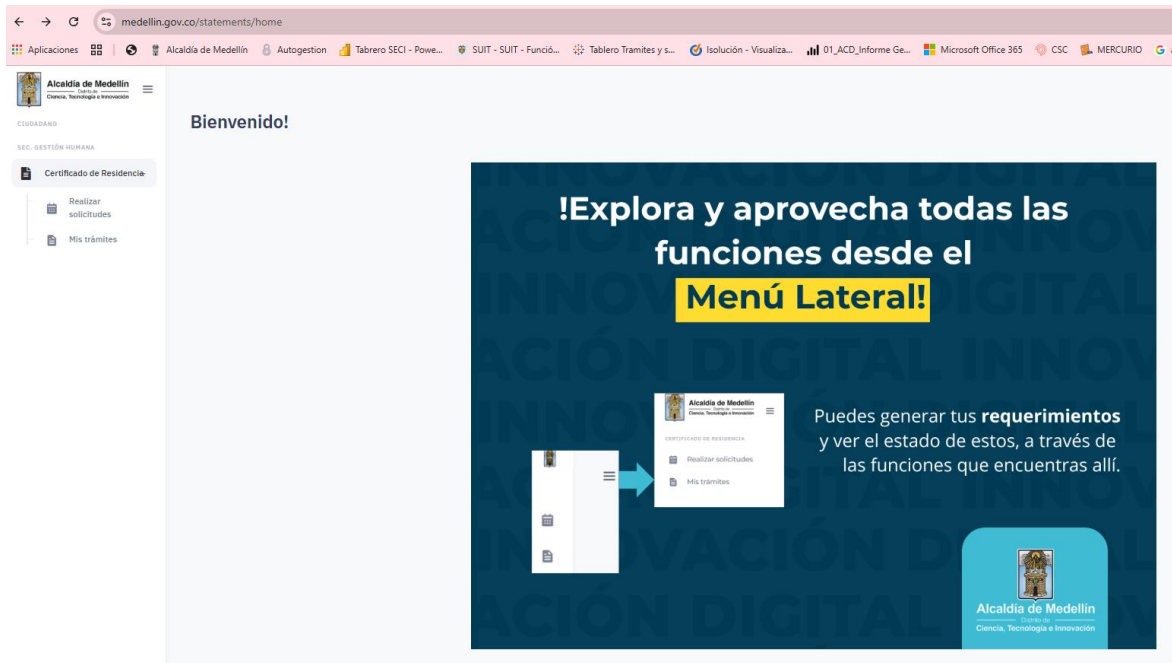 medellin.gov.co/statements/home
Aplicaciones
Alcaldía de Medellín
Autogestion
Tabrero SECI - Powe...
SUIT - SUIT - Funció...
Tablero Tramites y s...
Isolución - Visualiza...
01_ACD_Informe Ge...
Microsoft Office 365
CSC
MERCURIO
Alcaldía de Medellín
Distrito de
Ciencia, Tecnología e Innovación
CIUDADANO
SEC. GESTIÓN HUMANA
Certificado de Residencia
Realizar
solicitudes
Mis trámites
Bienvenido!
!Explora y aprovecha todas las
funciones desde el
Menú Lateral!
Alcaldía de Medellín
Distrito de
Ciencia, Tecnología e Innovación
CERTIFICADO DE RESIDENCIA
Realizar solicitudes
Mis trámites
Puedes generar tus requerimientos
y ver el estado de estos, a través de
las funciones que encuentras allí.
Alcaldía de Medellín
Distrito de
Ciencia, Tecnología e Innovación